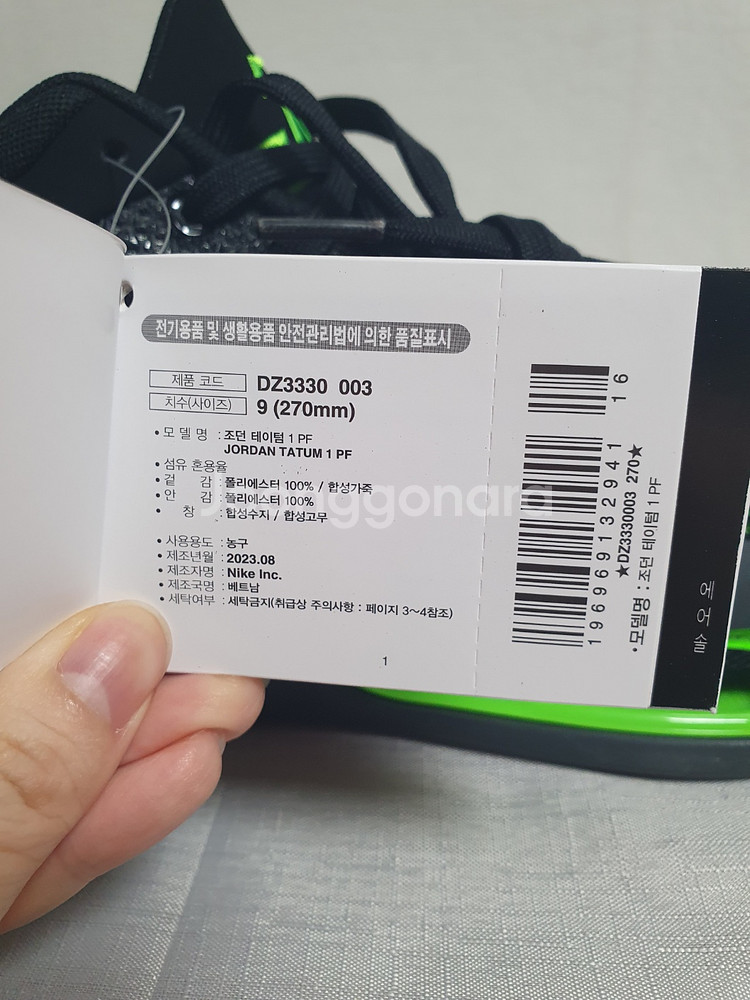 전기용품 및 생활용품 안전관리법에 의한 품질표시
제품 코드 DZ3330 003
치수(사이즈) 9 (270mm)
• 모 델 명 : 조던 테이텀 1 PF
JORDAN TATUM 1 PF
• 섬유 혼용율
• 겉 감 : 폴리에스터 100% / 합성가죽
• 안 감 : 폴리에스터 100%
• 창 : 합성수지 / 합성고무
• 사용용도 : 농구
• 제조년월 : 2023.08
• 제조자명 : Nike Inc.
• 제조국명 : 베트남
• 세탁여부 : 세탁금지(취급상 주의사항 : 페이지 3~4참조)
1
16
196969132941
★DZ3330003 270★
• 모델명 : 조던 테이텀 1 PF
에어솔
Joonggonara